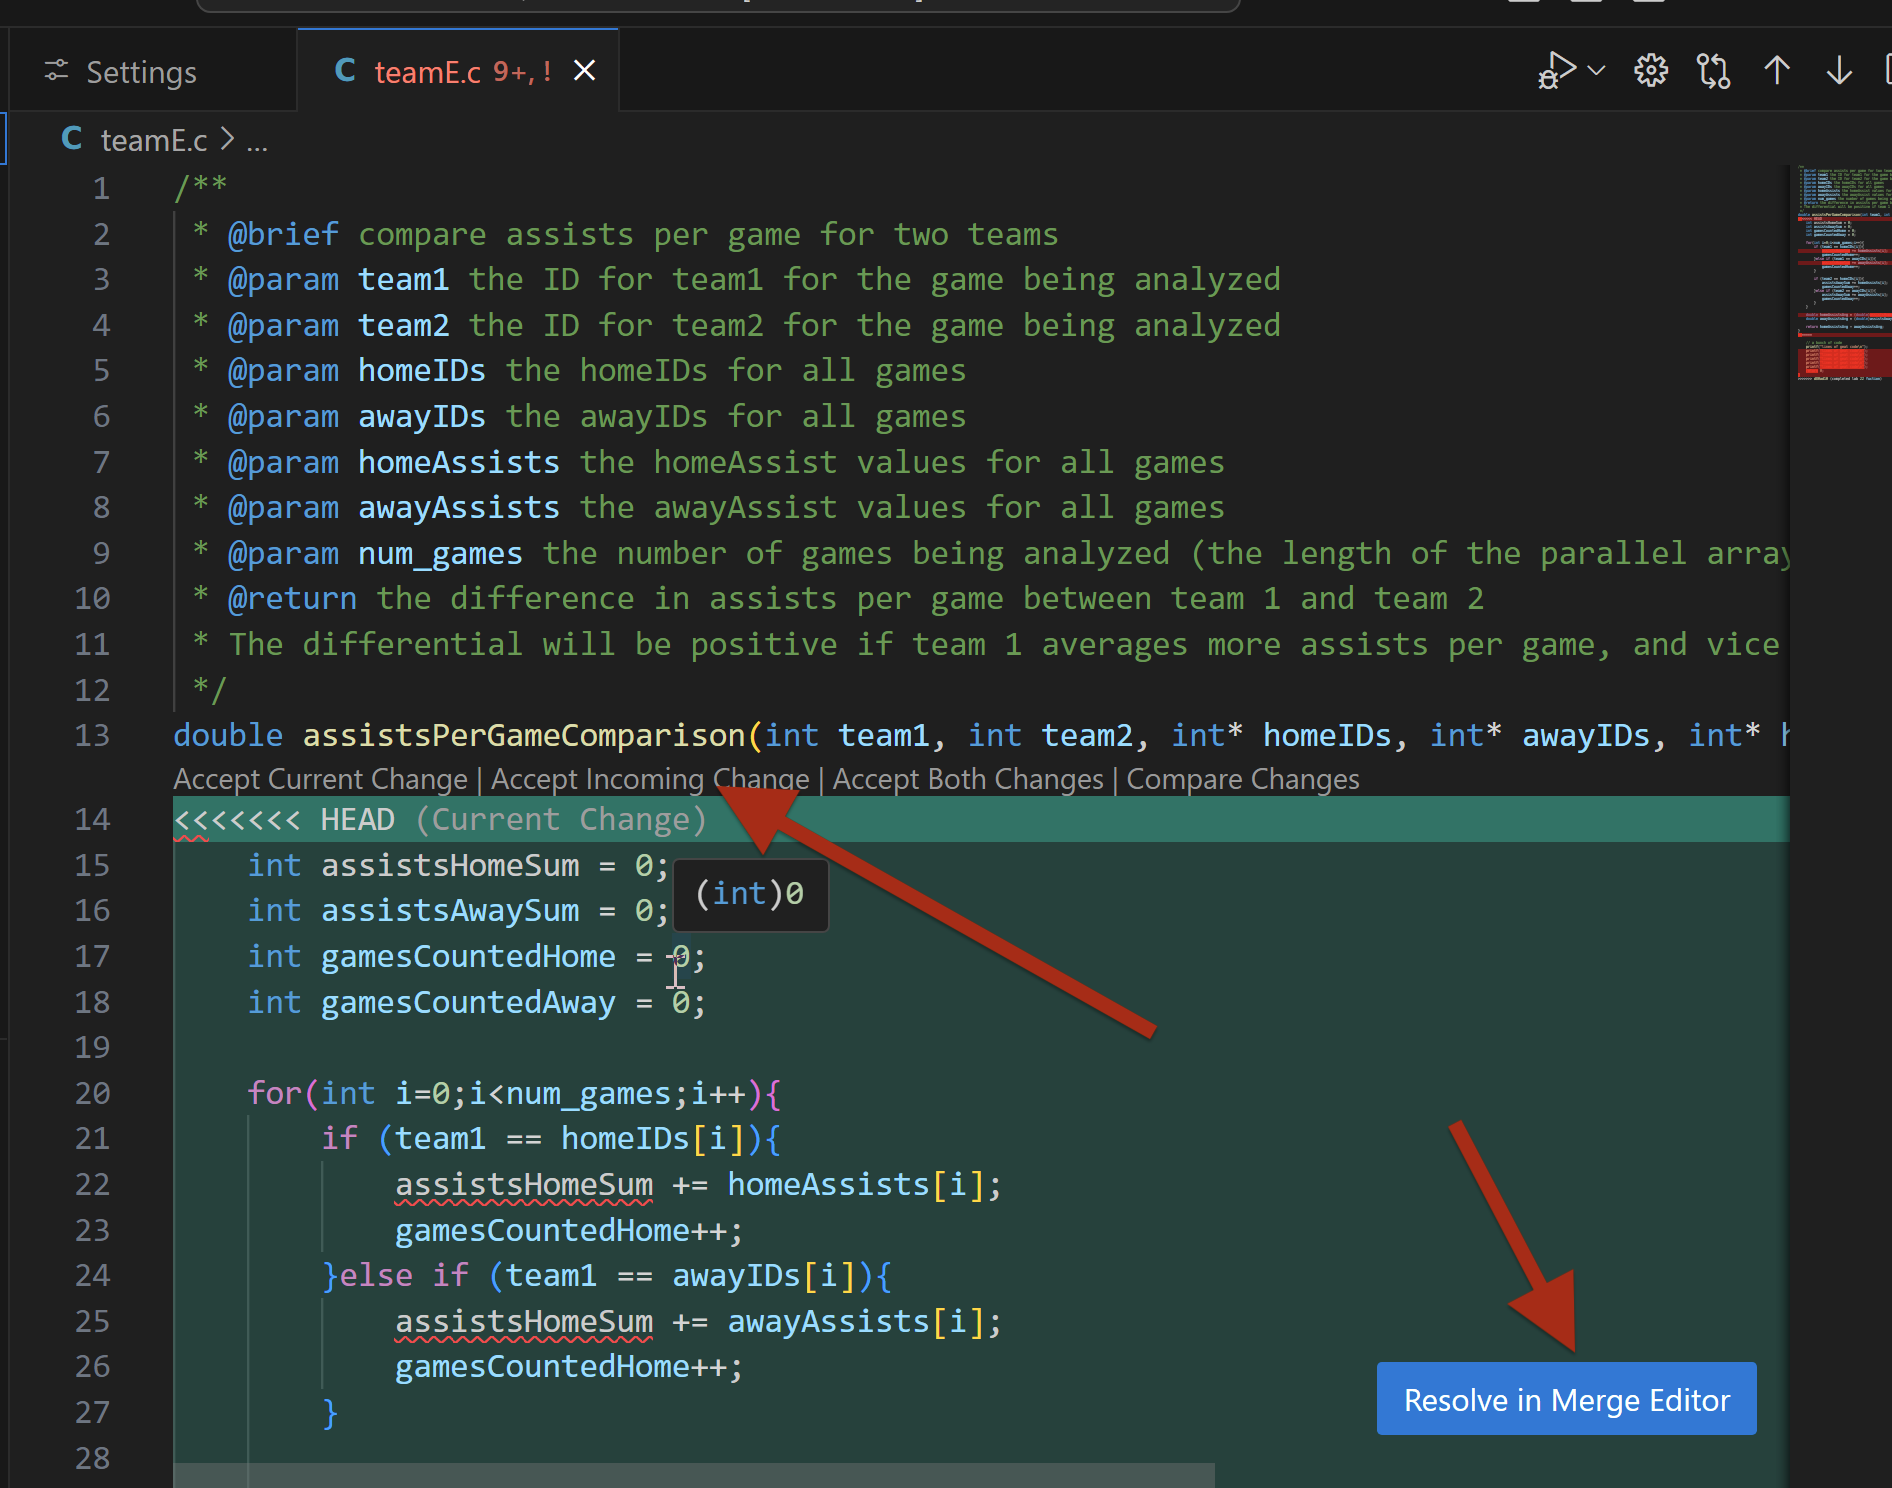 Settings
C teamE.c 9+, !
C teamE.c > ...
1 /**
2 * @brief compare assists per game for two teams
3 * @param team1 the ID for team1 for the game being analyzed
4 * @param team2 the ID for team2 for the game being analyzed
5 * @param homeIDs the homeIDs for all games
6 * @param awayIDs the awayIDs for all games
7 * @param homeAssists the homeAssist values for all games
8 * @param awayAssists the awayAssist values for all games
9 * @param num_games the number of games being analyzed (the length of the parallel array
10 * @return the difference in assists per game between team 1 and team 2
11 * The differential will be positive if team 1 averages more assists per game, and vice
12 */
13 double assistsPerGameComparison(int team1, int team2, int* homeIDs, int* awayIDs, int* h
Accept Current Change | Accept Incoming Change | Accept Both Changes | Compare Changes
14 <<<<<<< HEAD (Current Change)
15 int assistsHomeSum = 0;
(int)0
16 int assistsAwaySum = 0;
17 int gamesCountedHome = 0;
18 int gamesCountedAway = 0;
19
20 for(int i=0;i<num_games;i++){
21 if (team1 == homeIDs[i]){
22 assistsHomeSum += homeAssists[i];
23 gamesCountedHome++;
24 }else if (team1 == awayIDs[i]){
25 assistsHomeSum += awayAssists[i];
26 gamesCountedHome++;
27 }
28
Resolve in Merge Editor